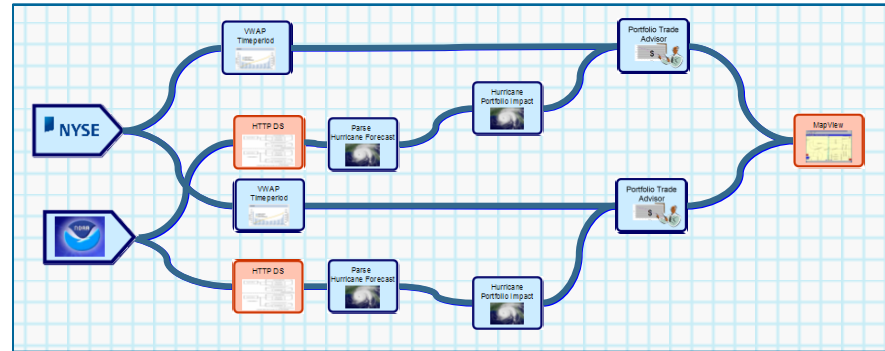 VWAP
Timeperiod
Portfolio Trade
Advisor
Hurricane
Portfolio Impact
NYSE
HTTP DS
Parse
Hurricane Forecast
MapView
VWAP
Timeperiod
Portfolio Trade
Advisor
NOAA
HTTP DS
Parse
Hurricane Forecast
Hurricane
Portfolio Impact